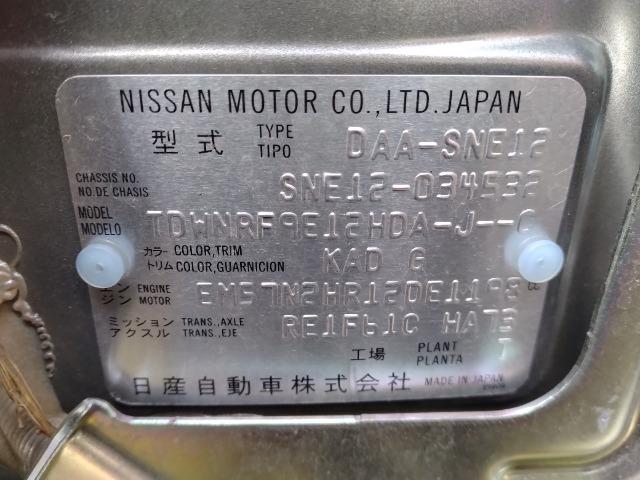 NISSAN MOTOR CO.,LTD.JAPAN
型式 TYPE TIPO DAA-SNE12
CHASSIS NO. NO.DE CHASIS SNE12-034532
MODEL MODELO TDWNRF9E12HDA-J--C
カラー COLOR,TRIM トリム COLOR,GUARNICION KAD G
エンジン ENGINE MOTOR EM57N2HR12DE1198cc
ミッション TRANS.,AXLE アクスル TRANS.,EJE RE1F61C HA73
工場 PLANT PLANTA T
日産自動車株式会社 MADE IN JAPAN